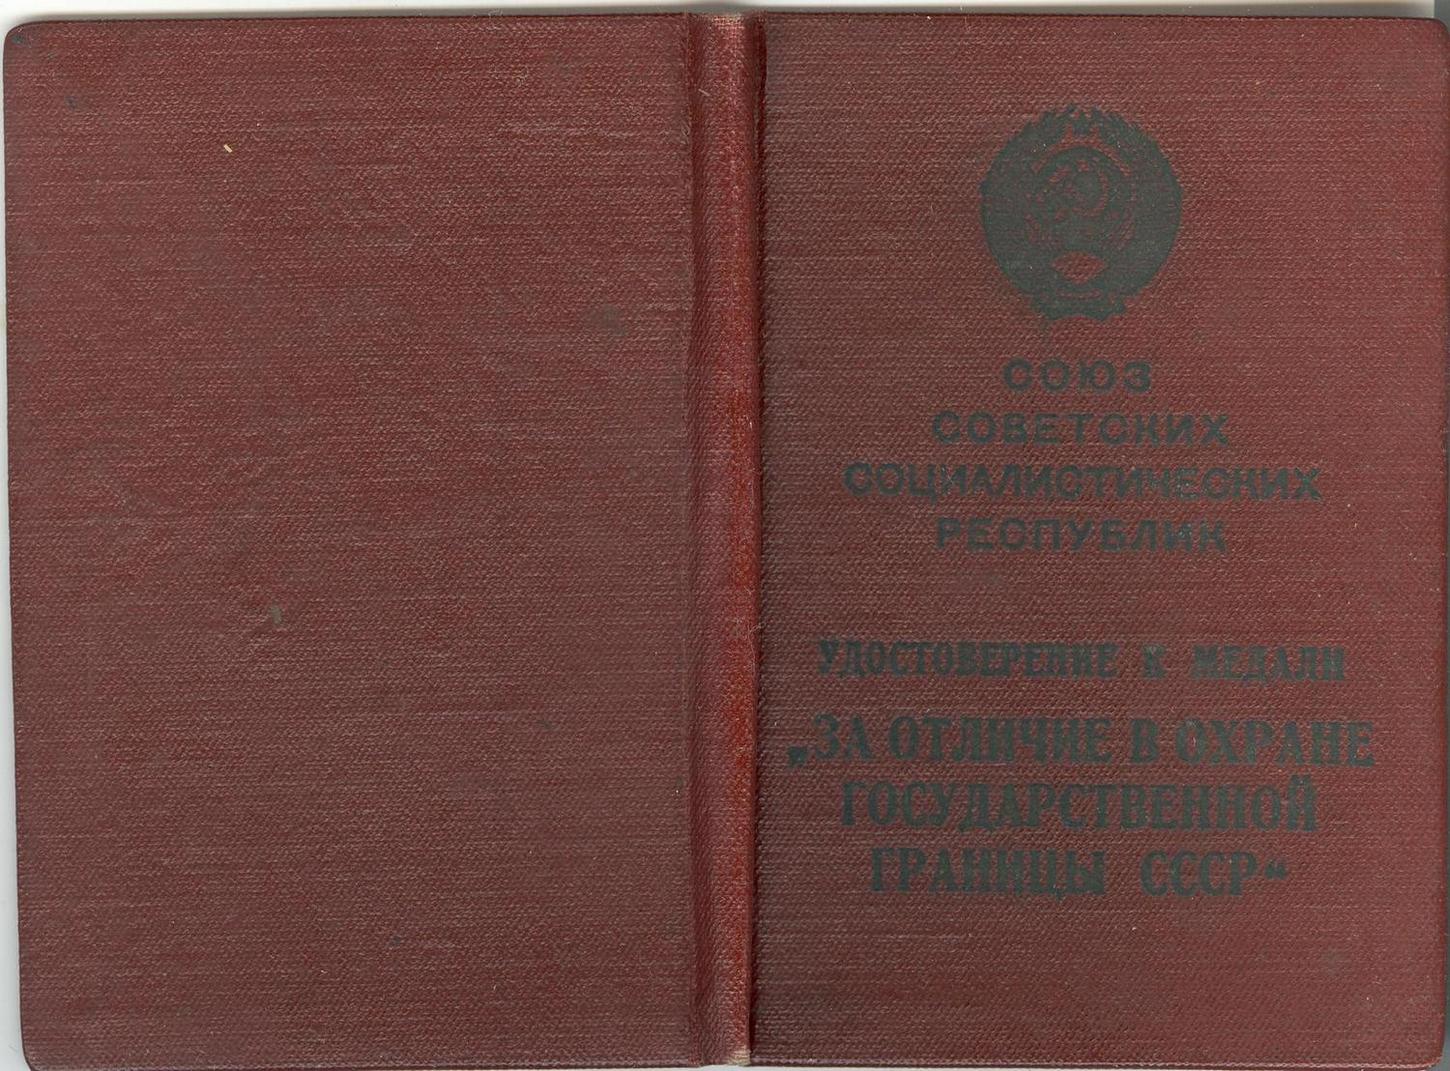 СОЮЗ
СОВЕТСКИХ
СОЦИАЛИСТИЧЕСКИХ
РЕСПУБЛИК
УДОСТОВЕРЕНИЕ К МЕДАЛИ
„ЗА ОТЛИЧИЕ В ОХРАНЕ
ГОСУДАРСТВЕННОЙ
ГРАНИЦЫ СССР“